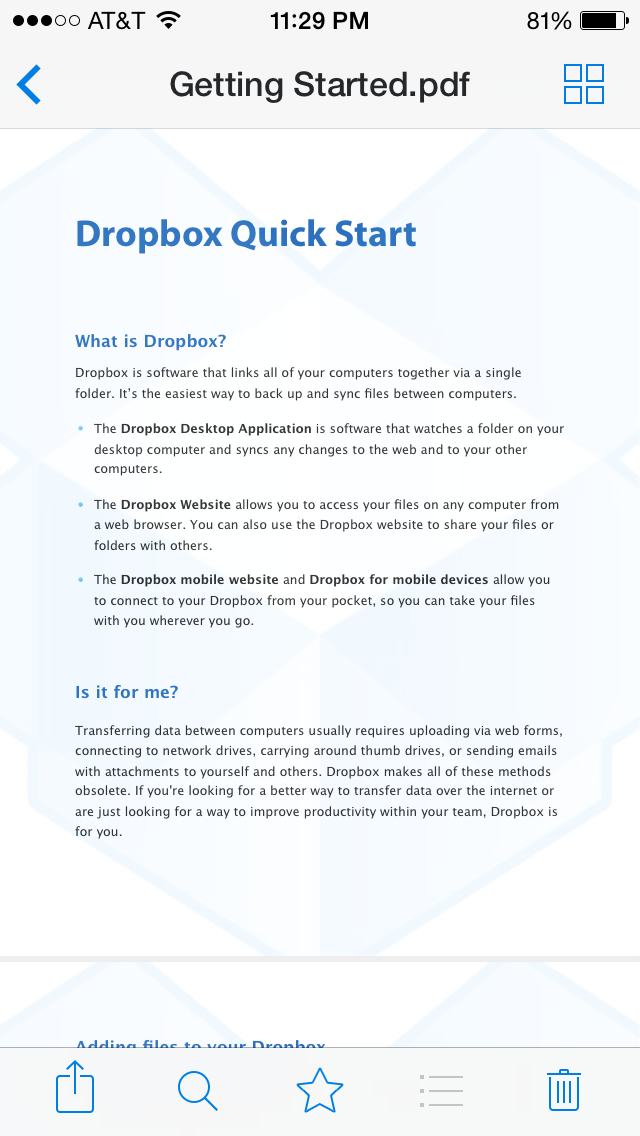 AT&T 11:29 PM 81%
Getting Started.pdf
Dropbox Quick Start
What is Dropbox?
Dropbox is software that links all of your computers together via a single
folder. It’s the easiest way to back up and sync files between computers.
• The Dropbox Desktop Application is software that watches a folder on your
desktop computer and syncs any changes to the web and to your other
computers.
• The Dropbox Website allows you to access your files on any computer from
a web browser. You can also use the Dropbox website to share your files or
folders with others.
• The Dropbox mobile website and Dropbox for mobile devices allow you
to connect to your Dropbox from your pocket, so you can take your files
with you wherever you go.
Is it for me?
Transferring data between computers usually requires uploading via web forms,
connecting to network drives, carrying around thumb drives, or sending emails
with attachments to yourself and others. Dropbox makes all of these methods
obsolete. If you're looking for a better way to transfer data over the internet or
are just looking for a way to improve productivity within your team, Dropbox is
for you.
Adding files to your Dropbox